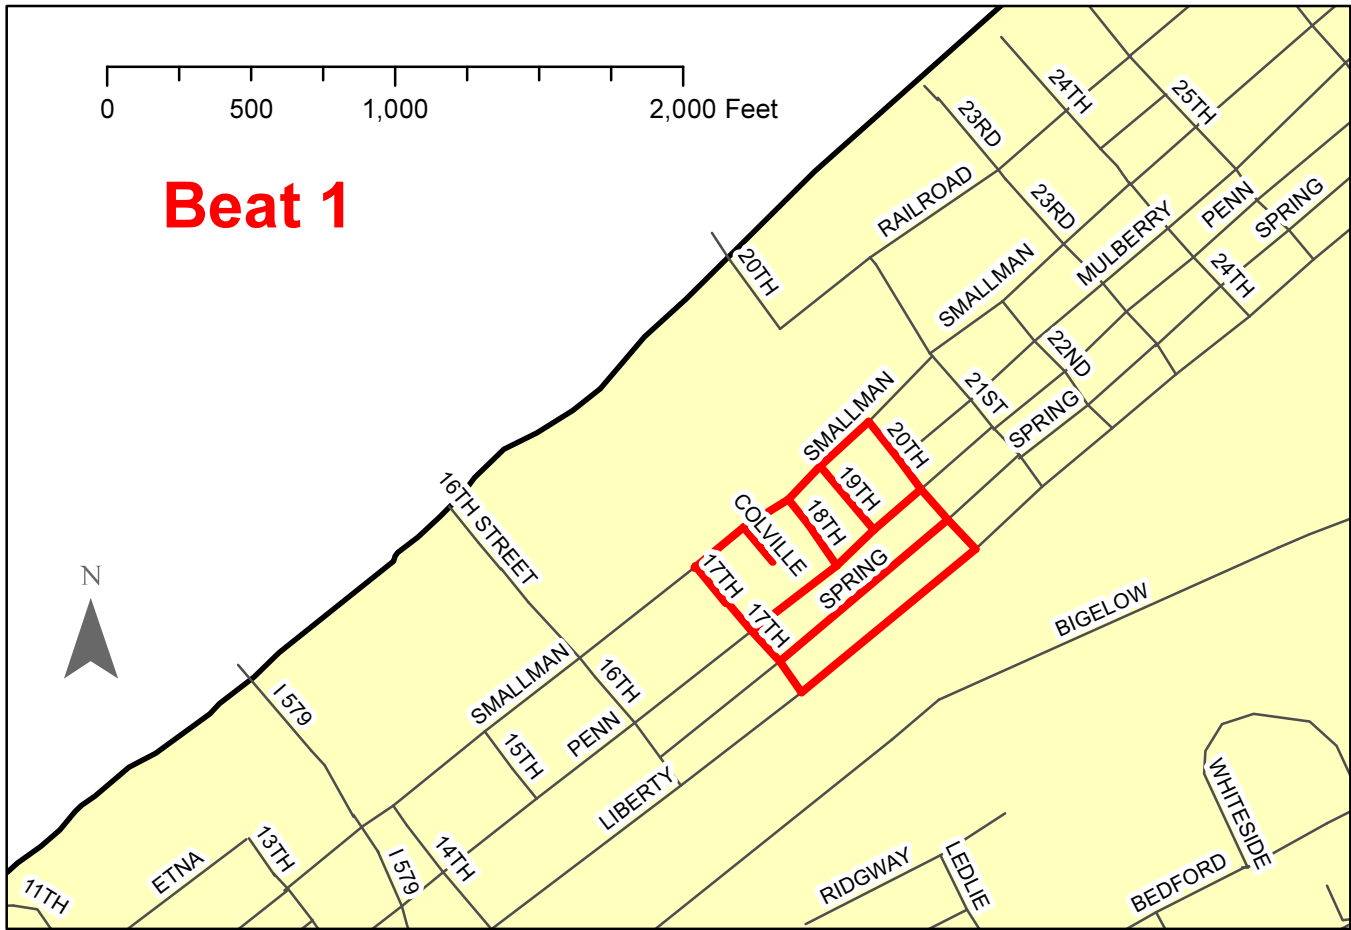 0 500 1,000 2,000 Feet
Beat 1
24TH
25TH
23RD
RAILROAD
23RD
PENN
SPRING
MULBERRY
20TH
SMALLMAN
24TH
22ND
21ST
SMALLMAN
SPRING
20TH
16TH STREET
COLVILLE
19TH
18TH
N
17TH
SPRING
17TH
BIGELOW
SMALLMAN
16TH
I 579
15TH
PENN
LIBERTY
WHITESIDE
13TH
14TH
ETNA
I 579
RIDGWAY
LEDLIE
BEDFORD
11TH